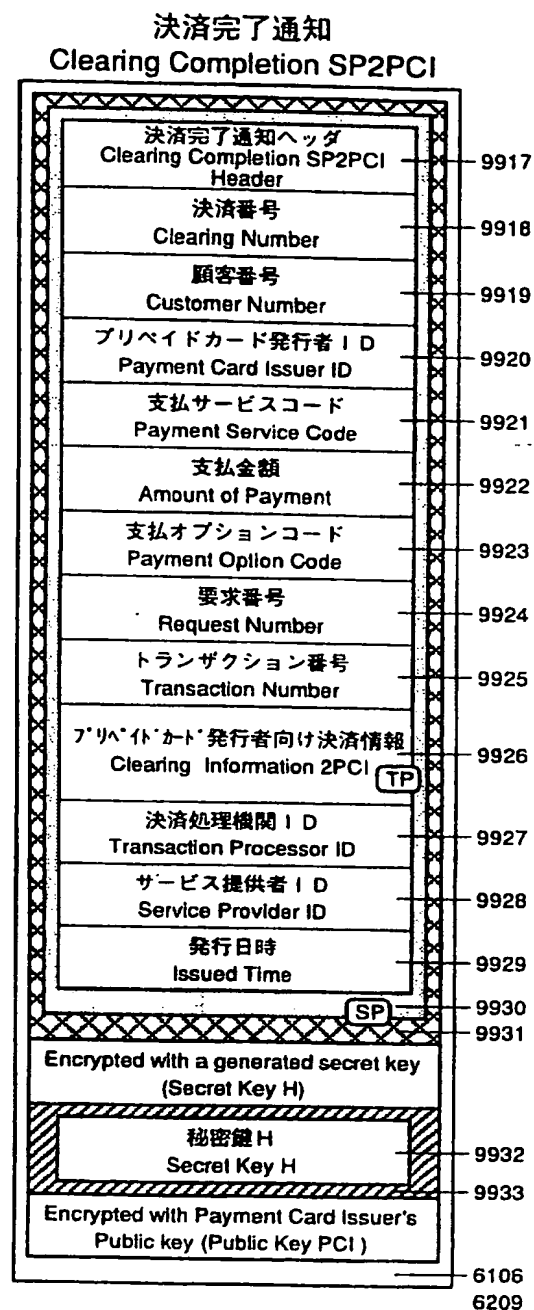 決済完了通知
Clearing Completion SP2PCI
決済完了通知ヘッダ
Clearing Completion SP2PCI
Header
9917
決済番号
Clearing Number
9918
顧客番号
Customer Number
9919
プリペイドカード発行者ID
Payment Card Issuer ID
9920
支払サービスコード
Payment Service Code
9921
支払金額
Amount of Payment
9922
支払オプションコード
Payment Option Code
9923
要求番号
Request Number
9924
トランザクション番号
Transaction Number
9925
プリペイドカード発行者向け決済情報
Clearing Information 2PCI
TP
9926
決済処理機関ID
Transaction Processor ID
9927
サービス提供者ID
Service Provider ID
9928
発行日時
Issued Time
9929
SP
9930
9931
Encrypted with a generated secret key
(Secret Key H)
秘密鍵H
Secret Key H
9932
9933
Encrypted with Payment Card Issuer's
Public key (Public Key PCI )
6106
6209